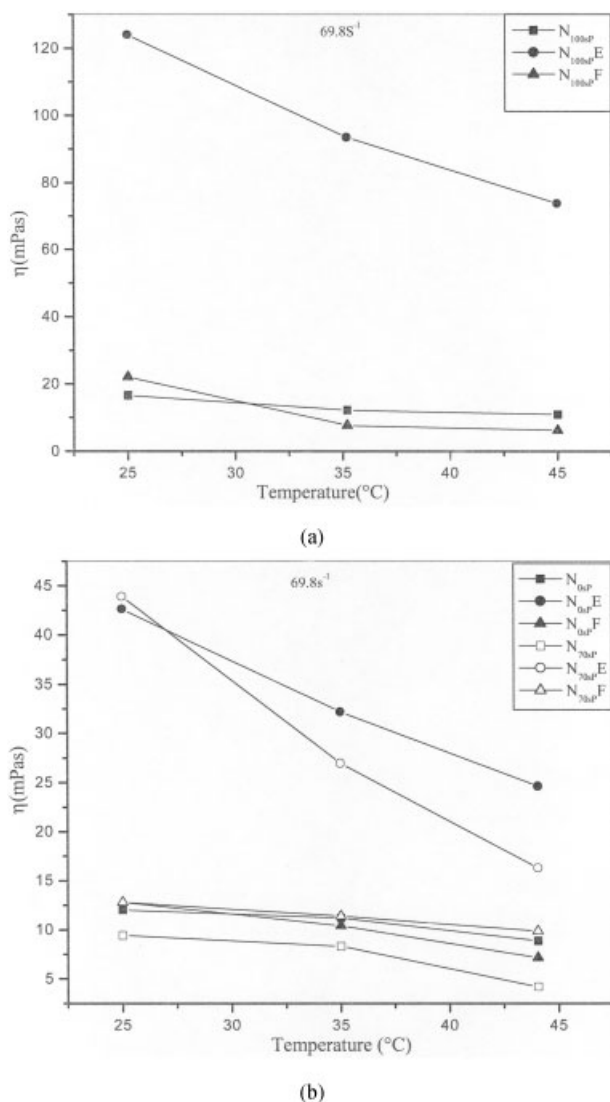 69.8S⁻¹
N₁₀₀ₛₚ
N₁₀₀ₛₚE
N₁₀₀ₛₚF
120
100
80
60
40
20
0
η(mPas)
25
30
35
40
45
Temperature(°C)
(a)
69.8s⁻¹
N₀ₛₚ
N₀ₛₚE
N₀ₛₚF
N₇₀ₛₚ
N₇₀ₛₚE
N₇₀ₛₚF
45
40
35
30
25
20
15
10
5
η(mPas)
25
30
35
40
45
Temperature (°C)
(b)